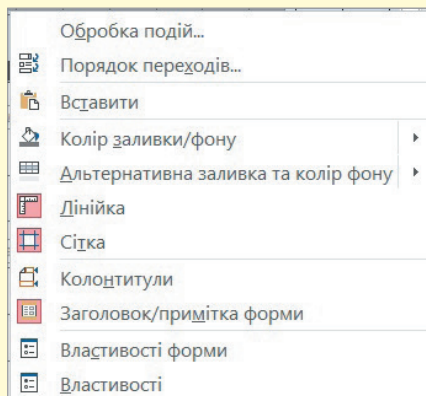 Обробка подій...
Порядок переходів...
Вставити
Колір заливки/фону
Альтернативна заливка та колір фону
Лінійка
Сітка
Колонтитули
Заголовок/примітка форми
Властивості форми
Властивості